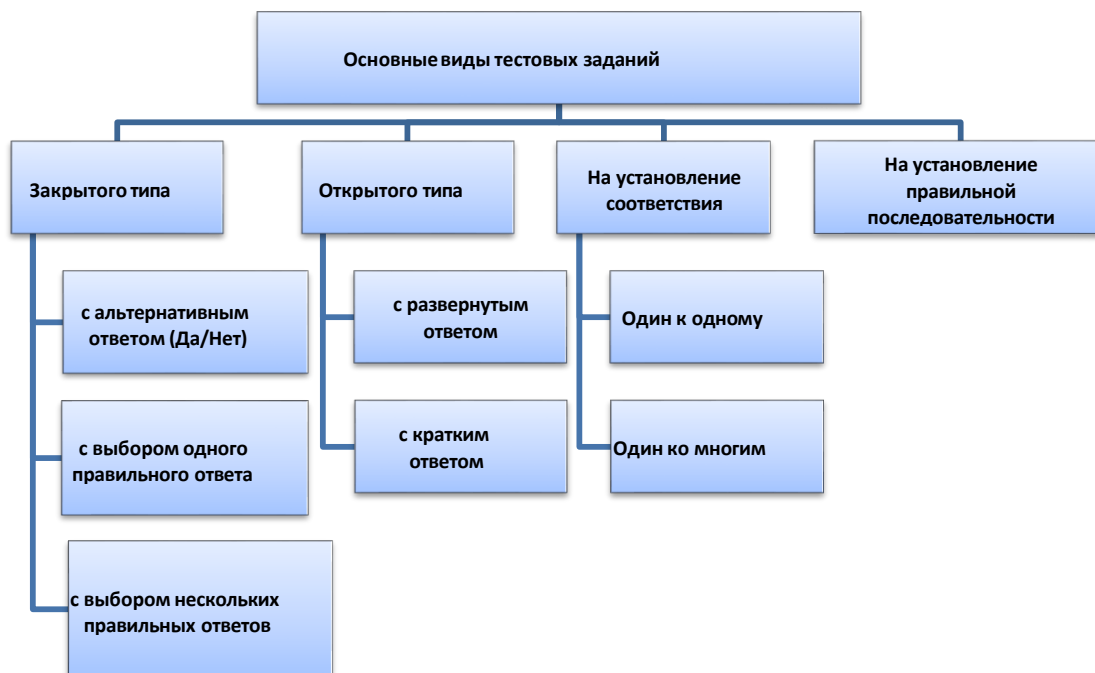 Основные виды тестовых заданий
Закрытого типа
Открытого типа
На установление
соответствия
На установление
правильной
последовательности
с альтернативным
ответом (Да/Нет)
с развернутым
ответом
Один к одному
с выбором одного
правильного ответа
с кратким
ответом
Один ко многим
с выбором нескольких
правильных ответов